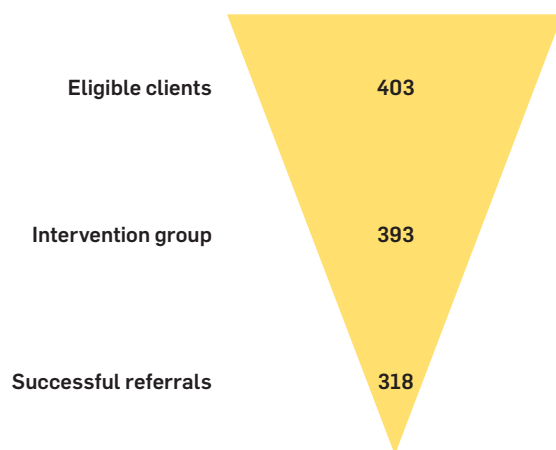 Eligible clients 403
Intervention group 393
Successful referrals 318